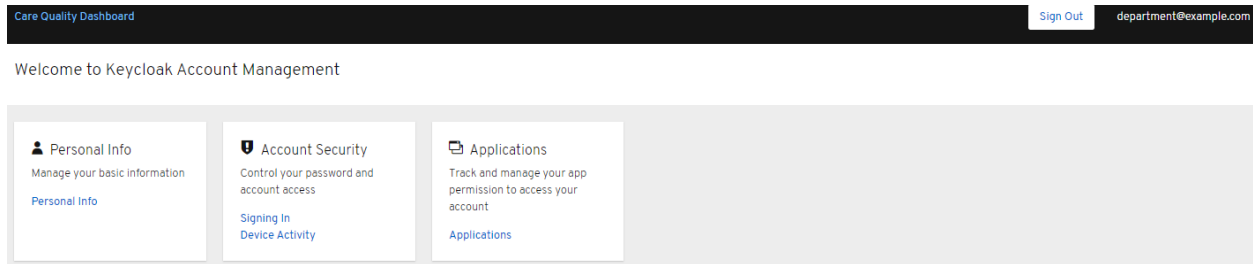 Care Quality Dashboard
Sign Out
department@example.com
Welcome to Keycloak Account Management
Personal Info
Manage your basic information
Personal Info
Account Security
Control your password and
account access
Signing In
Device Activity
Applications
Track and manage your app
permission to access your
account
Applications